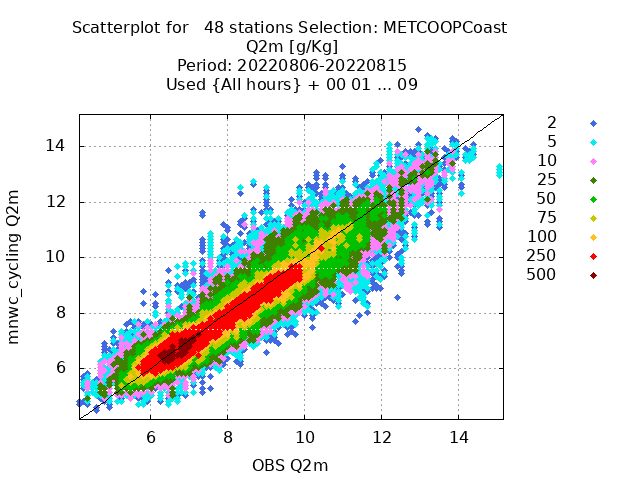 Scatterplot for   48 stations Selection: METCOOPCoast
Q2m [g/Kg]
Period: 20220806-20220815
Used {All hours} + 00 01 ... 09
2
5
10
25
50
75
100
250
500
14
12
10
8
6
mnwc_cycling Q2m
6 8 10 12 14
OBS Q2m